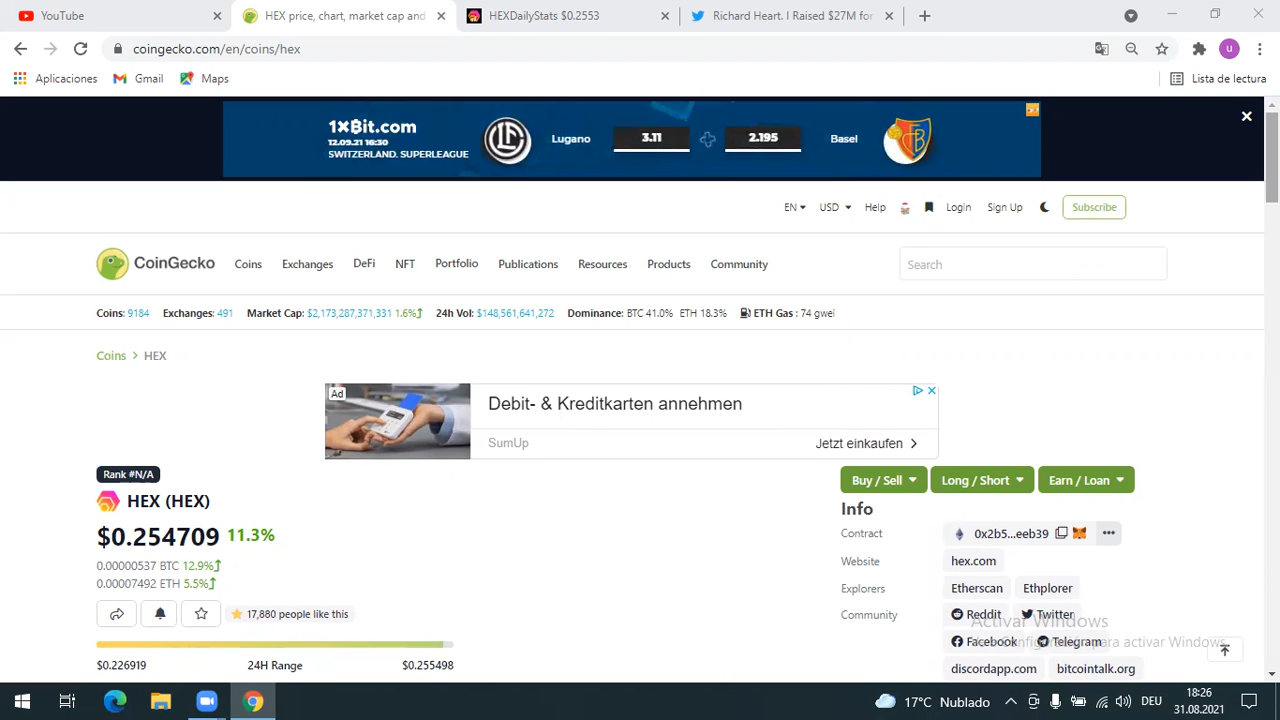 YouTube
HEX price, chart, market cap and
HEXDailyStats $0.2553
Richard Heart. I Raised $27M for
coingecko.com/en/coins/hex
u
Aplicaciones
Gmail
Maps
Lista de lectura
1XBit.com
12.09.21 16:30
SWITZERLAND. SUPERLEAGUE
Lugano
3.11
2.195
Basel
EN
USD
Help
Login
Sign Up
Subscribe
CoinGecko
Coins
Exchanges
DeFi
NFT
Portfolio
Publications
Resources
Products
Community
Search
Coins: 9184
Exchanges: 491
Market Cap: $2,173,287,371,331 1.6%
24h Vol: $148,561,641,272
Dominance: BTC 41.0% ETH 18.3%
ETH Gas: 74 gwei
Coins > HEX
Ad
Debit- & Kreditkarten annehmen
SumUp
Jetzt einkaufen
Rank #N/A
HEX (HEX)
$0.254709 11.3%
0.00000537 BTC 12.9%
0.00007492 ETH 5.5%
17,880 people like this
$0.226919
24H Range
$0.255498
Buy / Sell
Long / Short
Earn / Loan
Info
Contract
0x2b5...eeb39
Website
hex.com
Explorers
Etherscan
Ethplorer
Community
Reddit
Twitter
Facebook
Telegram
discordapp.com
bitcointalk.org
Activar Windows
para activar Windows.
17°C Nublado
DEU
18:26
31.08.2021